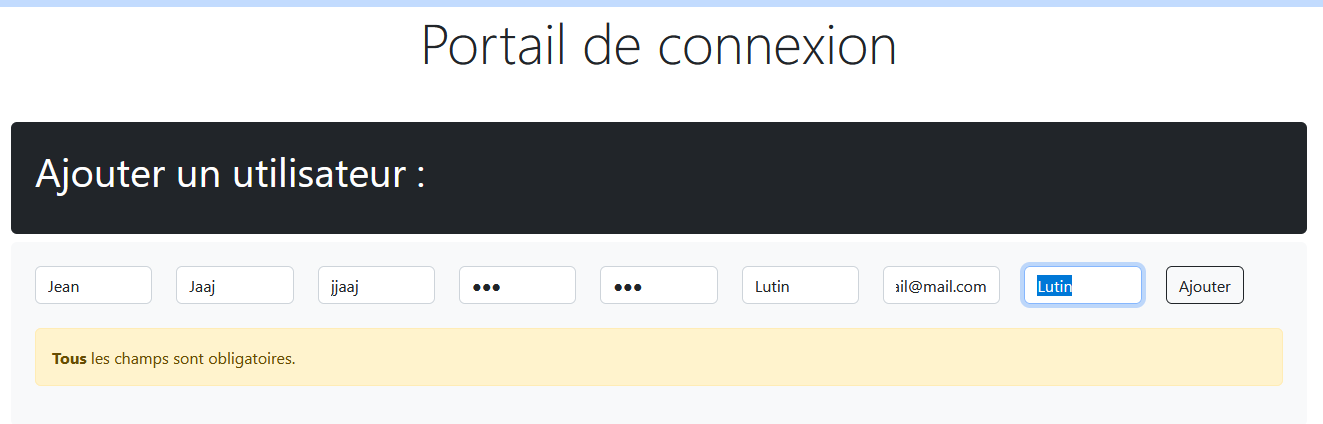 Portail de connexion
Ajouter un utilisateur :
Jean Jaaj jjaaj ●●● ●●● Lutin ail@mail.com Lutin Ajouter
Tous les champs sont obligatoires.